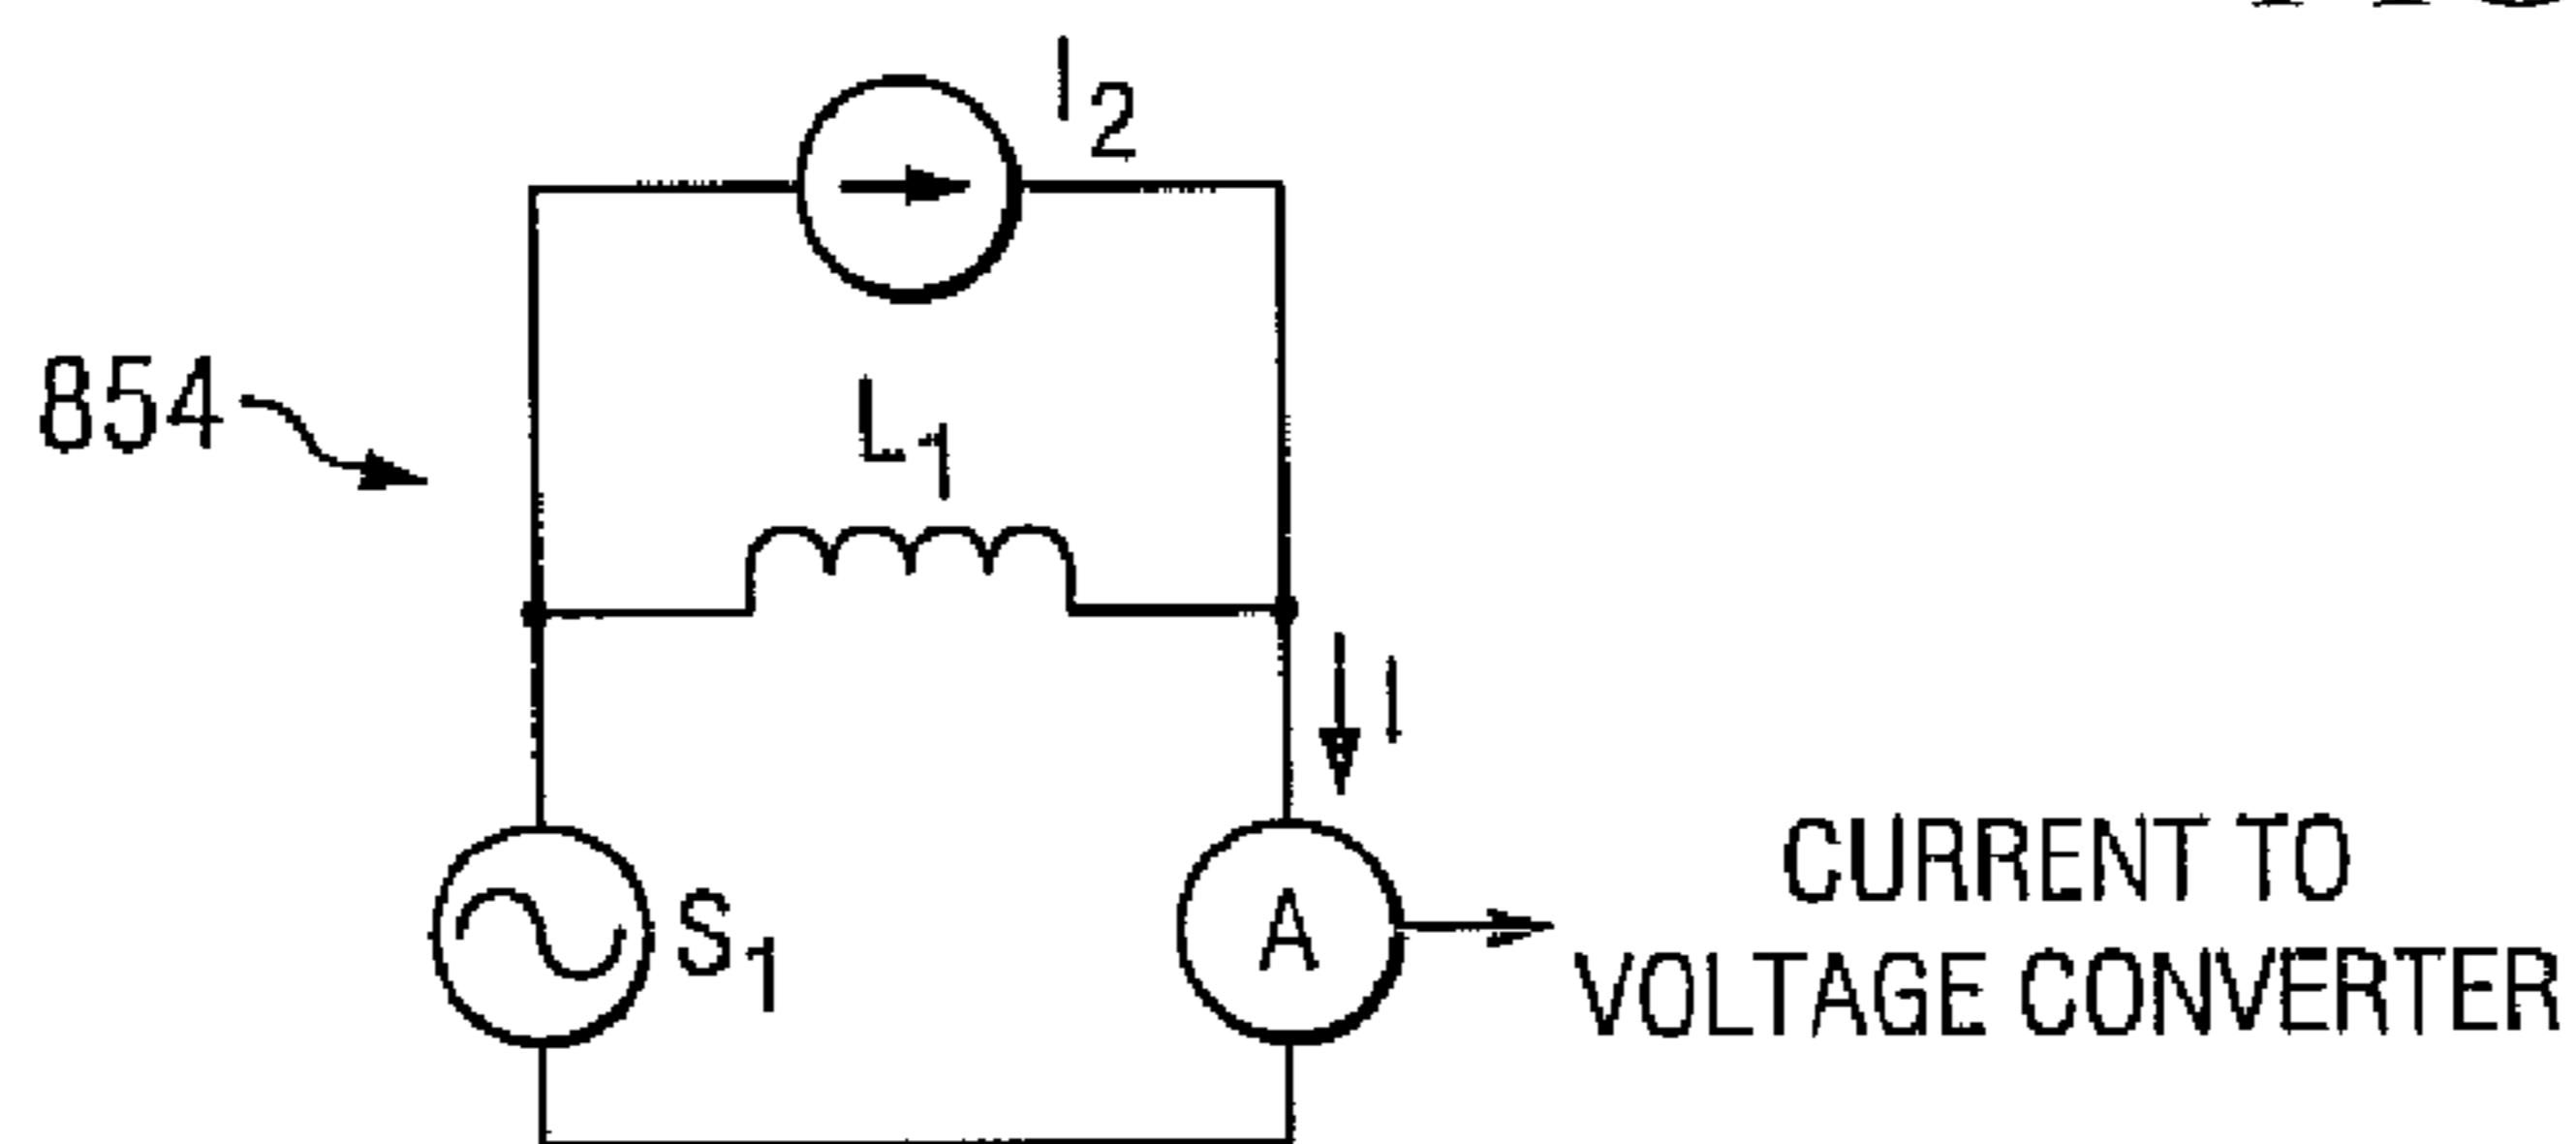 I2
854
L1
I
S1
A
CURRENT TO
VOLTAGE CONVERTER